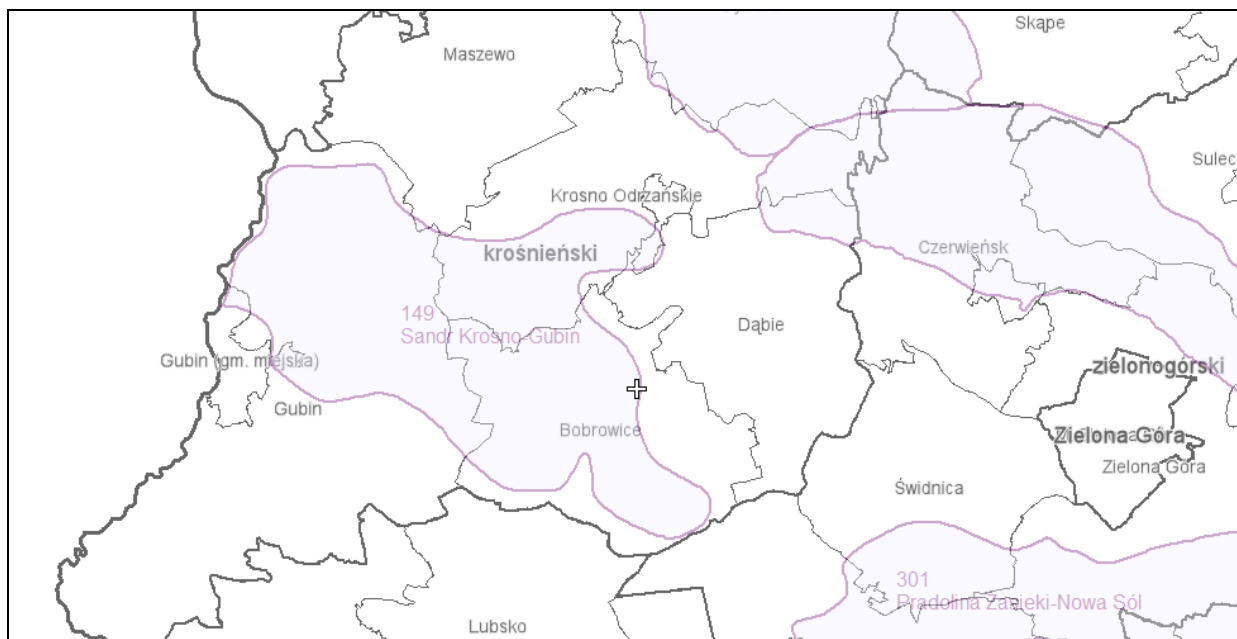 Skąpe
Maszewo
Sulec
Krosno Odrzańskie
Czerwieńsk
krośnieński
149
Sandr Krosno-Gubin
Dąbie
Gubin (gm. miejska)
zielonogórski
Gubin
Bobrowice
Zielona Góra
Zielona Góra
Świdnica
301
Pradolina Zasieki-Nowa Sól
Lubsko